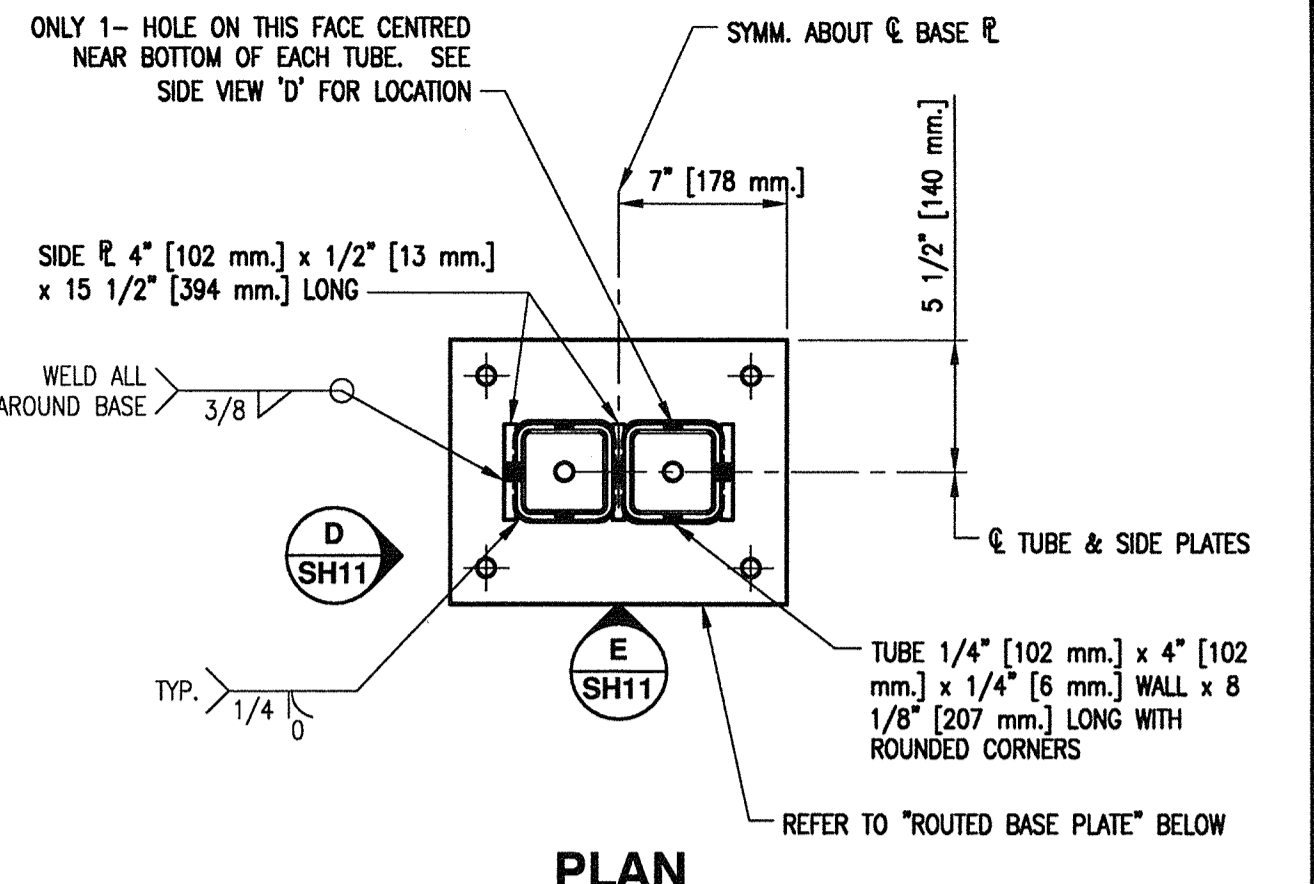 ONLY 1- HOLE ON THIS FACE CENTRED
NEAR BOTTOM OF EACH TUBE. SEE
SIDE VIEW 'D' FOR LOCATION
SYMM. ABOUT ℄ BASE ⅊
7" [178 mm.]
5 1/2" [140 mm.]
SIDE ⅊ 4" [102 mm.] x 1/2" [13 mm.]
x 15 1/2" [394 mm.] LONG
WELD ALL
AROUND BASE
3/8
D
SH11
℄ TUBE & SIDE PLATES
E
SH11
TYP.
1/4
0
TUBE 1/4" [102 mm.] x 4" [102
mm.] x 1/4" [6 mm.] WALL x 8
1/8" [207 mm.] LONG WITH
ROUNDED CORNERS
REFER TO "ROUTED BASE PLATE" BELOW
PLAN